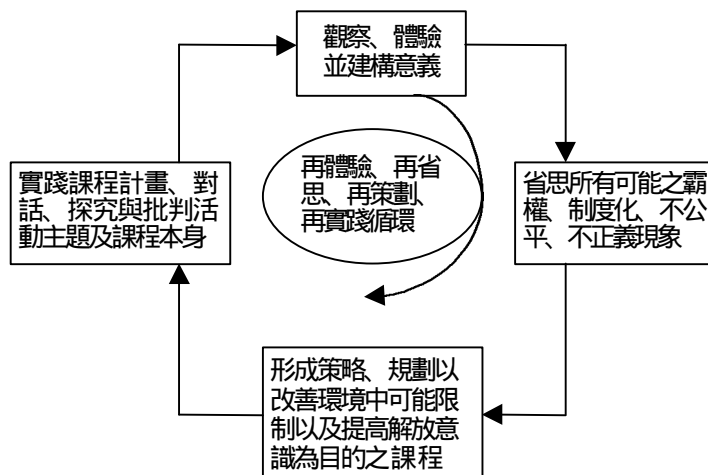 觀察、體驗
並建構意義
再體驗、再省
思、再策劃、
再實踐循環
省思所有可能之霸
權、制度化、不公
平、不正義現象
形成策略、規劃以
改善環境中可能限
制以及提高解放意
識為目的之課程
實踐課程計畫、對
話、探究與批判活
動主題及課程本身